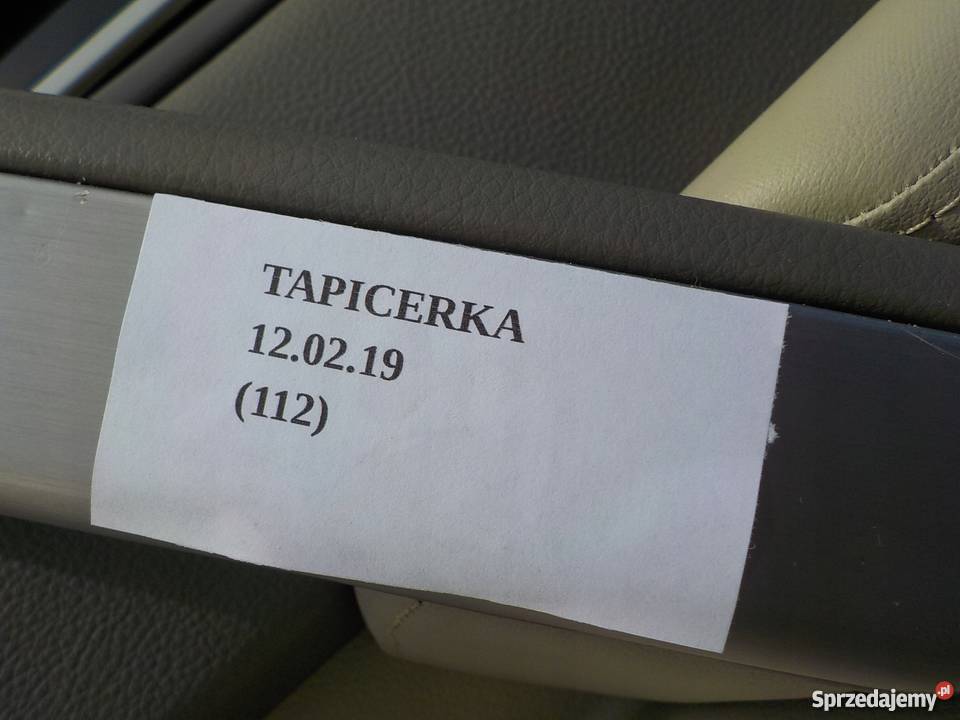 TAPICERKA
12.02.19
(112)
Sprzedajemy.pl